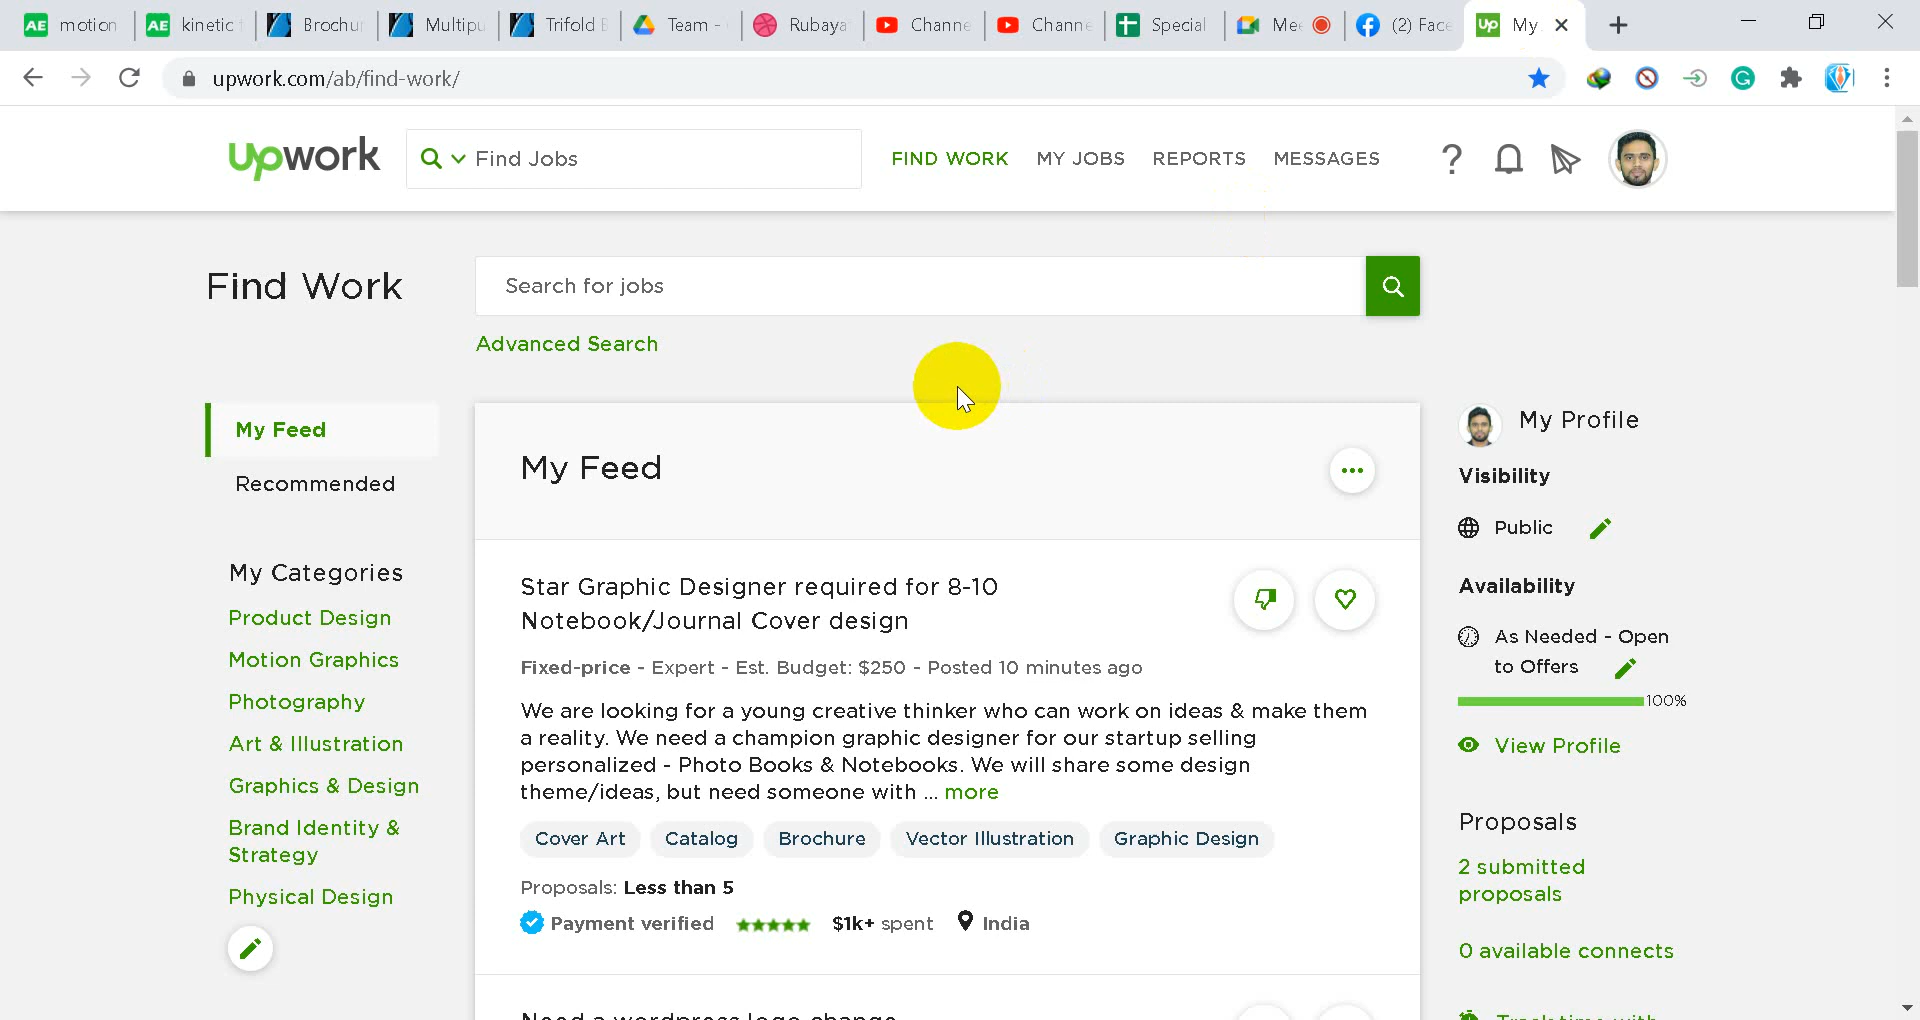 motion
kinetic
Brochur
Multipu
Trifold B
Team -
Rubaya
Channe
Channe
Special
Mee
(2) Face
My
upwork.com/ab/find-work/
upwork
Find Jobs
FIND WORK
MY JOBS
REPORTS
MESSAGES
Find Work
Search for jobs
Advanced Search
My Feed
Recommended
My Categories
Product Design
Motion Graphics
Photography
Art & Illustration
Graphics & Design
Brand Identity &
Strategy
Physical Design
My Feed
Star Graphic Designer required for 8-10
Notebook/Journal Cover design
Fixed-price - Expert - Est. Budget: $250 - Posted 10 minutes ago
We are looking for a young creative thinker who can work on ideas & make them
a reality. We need a champion graphic designer for our startup selling
personalized - Photo Books & Notebooks. We will share some design
theme/ideas, but need someone with ... more
Cover Art
Catalog
Brochure
Vector Illustration
Graphic Design
Proposals: Less than 5
Payment verified
$1k+ spent
India
Need a wordpress logo change
My Profile
Visibility
Public
Availability
As Needed - Open
to Offers
100%
View Profile
Proposals
2 submitted
proposals
0 available connects
Track time with